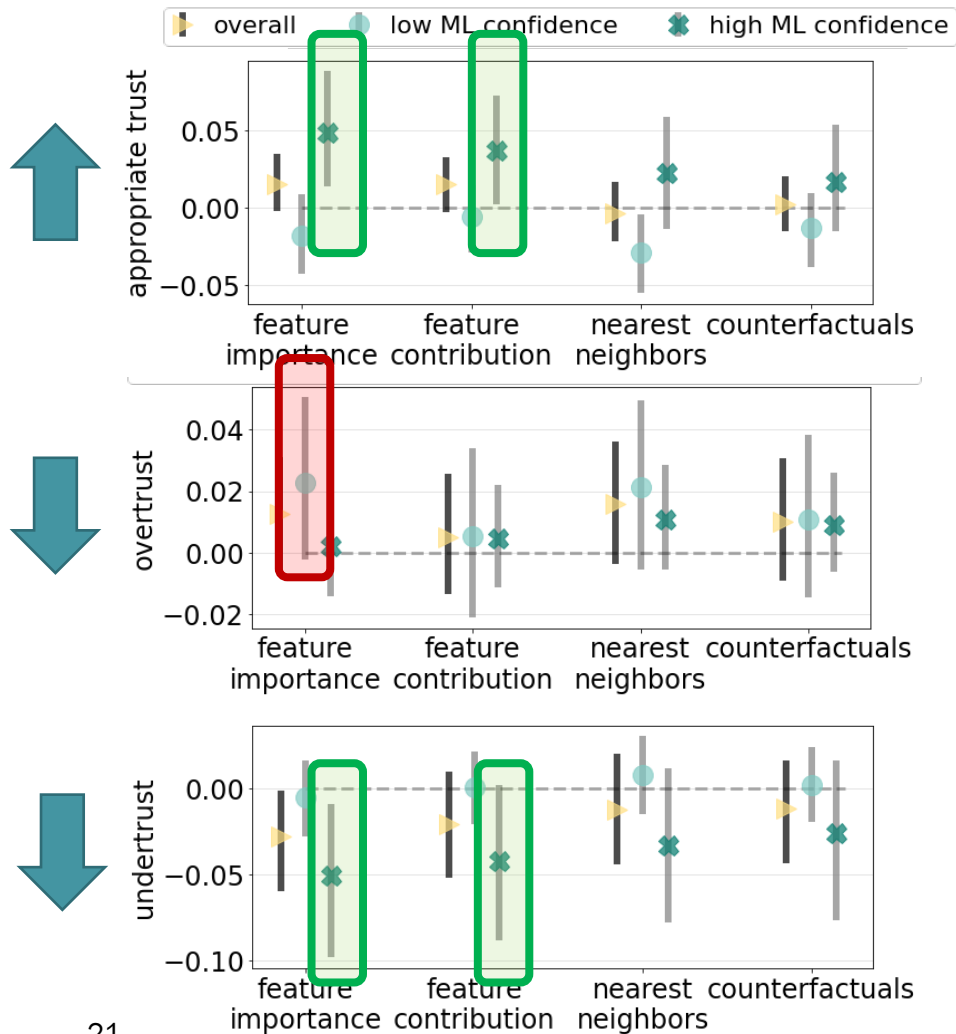 overall low ML confidence high ML confidence
appropriate trust
0.05
0.00
−0.05
feature feature nearest counterfactuals
importance contribution neighbors
overtrust
0.04
0.02
0.00
−0.02
feature feature nearest counterfactuals
importance contribution neighbors
undertrust
0.00
−0.05
−0.10
feature feature nearest counterfactuals
importance contribution neighbors
21